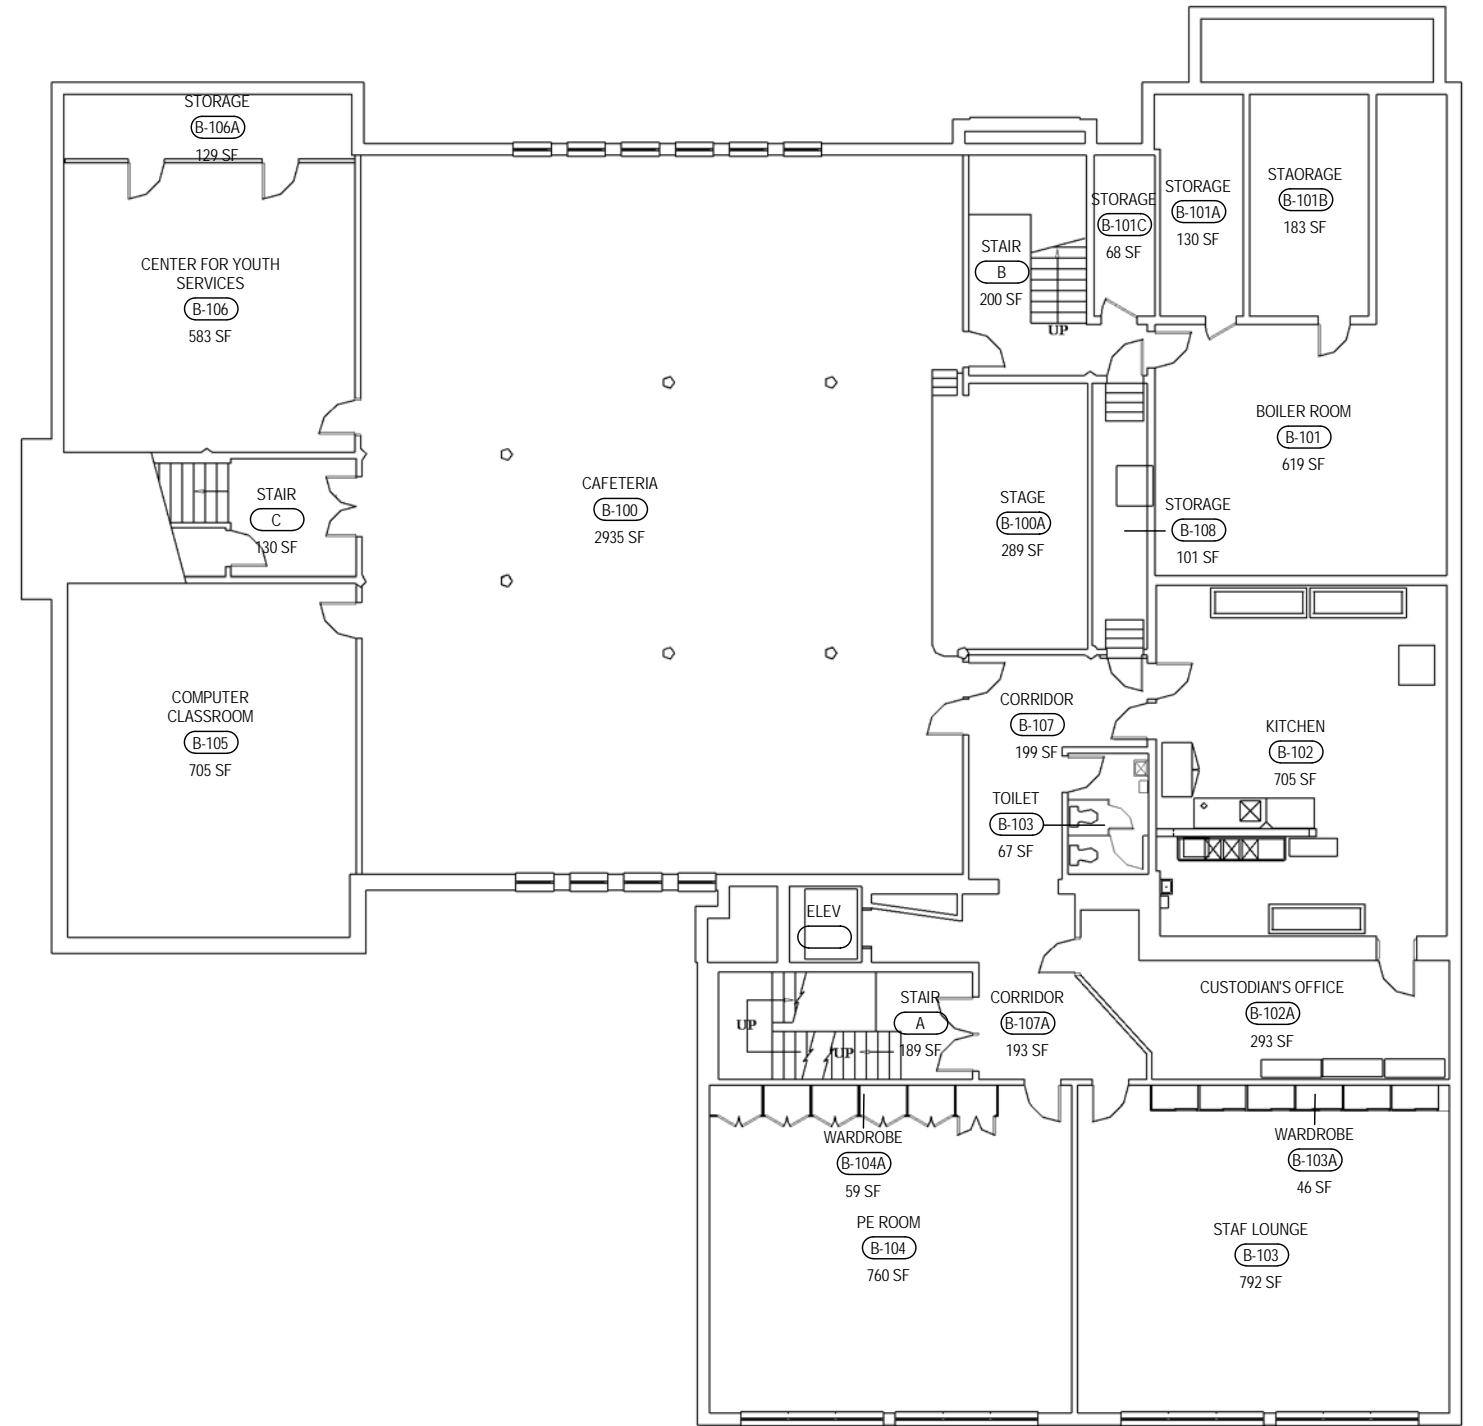 STORAGE
B-106A
129 SF
CENTER FOR YOUTH
SERVICES
B-106
583 SF
STAIR
C
130 SF
COMPUTER
CLASSROOM
B-105
705 SF
CAFETERIA
B-100
2935 SF
STAIR
B
200 SF
UP
STORAGE
B-101C
68 SF
STORAGE
B-101A
130 SF
STAORAGE
B-101B
183 SF
BOILER ROOM
B-101
619 SF
STAGE
B-100A
289 SF
STORAGE
B-108
101 SF
CORRIDOR
B-107
199 SF
TOILET
B-103
67 SF
KITCHEN
B-102
705 SF
ELEV
STAIR
A
189 SF
UP
UP
CORRIDOR
B-107A
193 SF
CUSTODIAN'S OFFICE
B-102A
293 SF
WARDROBE
B-104A
59 SF
PE ROOM
B-104
760 SF
WARDROBE
B-103A
46 SF
STAF LOUNGE
B-103
792 SF